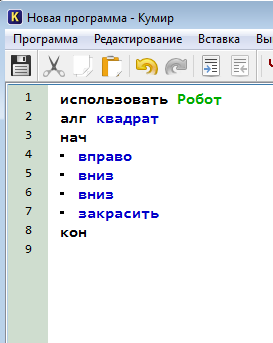 Новая программа - Кумир
Программа Редактирование Вставка
1 использовать Робот
2 алг квадрат
3 нач
4 вправо
5 вниз
6 вниз
7 закрасить
8 кон
9